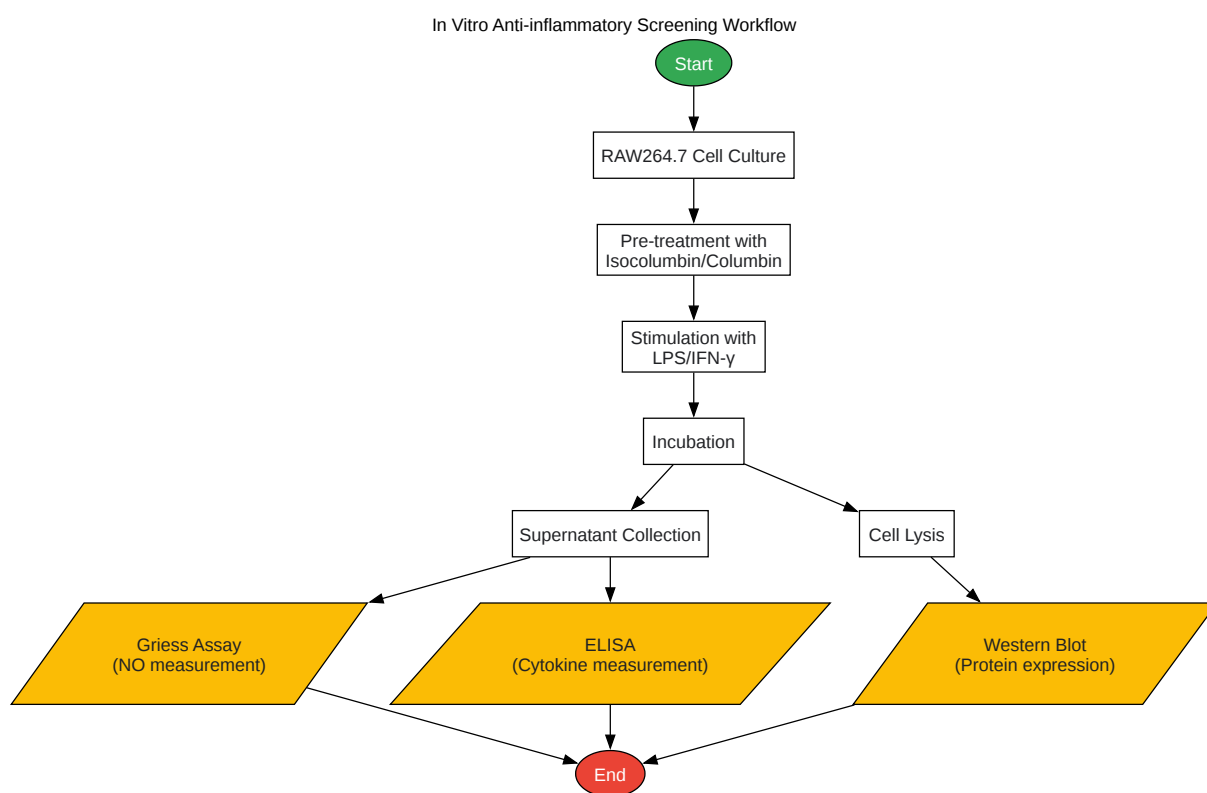 In Vitro Anti-inflammatory Screening Workflow
Start
RAW264.7 Cell Culture
Pre-treatment with
Isocolumbin/Columbin
Stimulation with
LPS/IFN-γ
Incubation
Supernatant Collection
Cell Lysis
Griess Assay
(NO measurement)
ELISA
(Cytokine measurement)
Western Blot
(Protein expression)
End